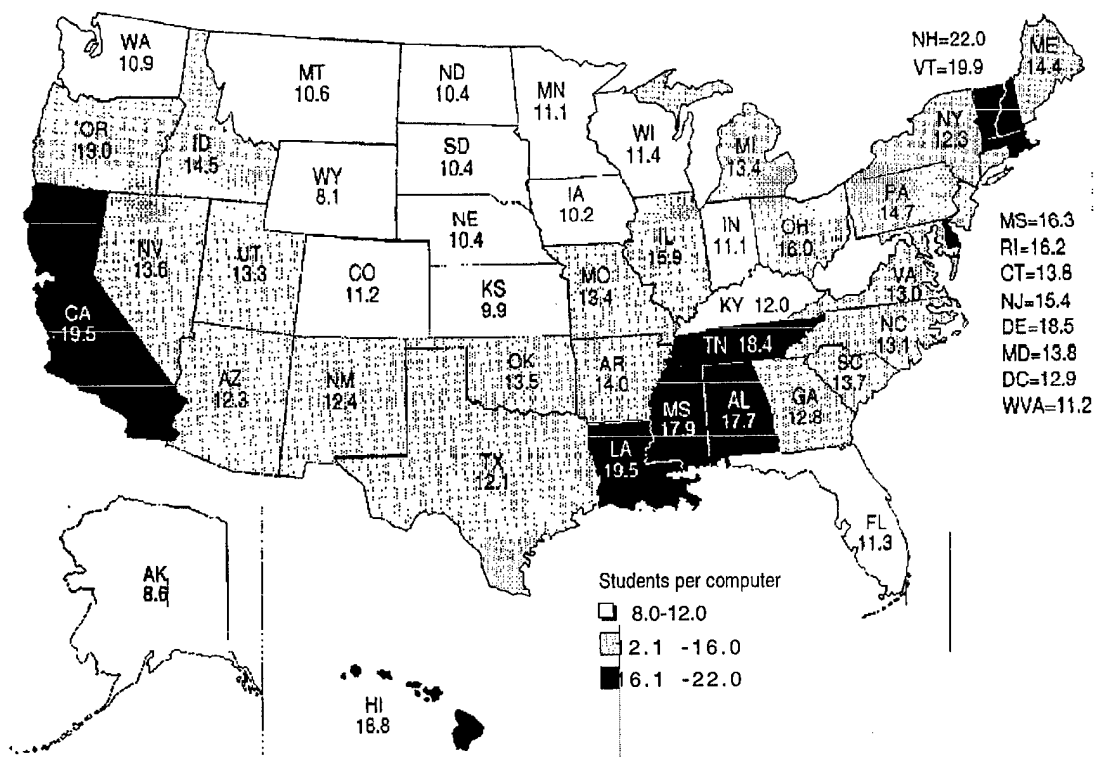 WA
10.9
MT
10.6
ND
10.4
MN
11.1
NH=22.0
VT=19.9
ME
14.4
OR
13.0
ID
14.5
SD
10.4
WI
11.4
MI
13.4
NY
12.3
WY
8.1
IA
10.2
PA
14.7
NE
10.4
NV
13.6
UT
13.3
CO
11.2
KS
9.9
MO
13.4
IL
15.9
IN
11.1
OH
16.0
VA
13.0
MS=16.3
RI=16.2
CT=13.8
NJ=15.4
DE=18.5
MD=13.8
DC=12.9
WVA=11.2
CA
19.5
KY 12.0
TN 18.4
NC
13.1
AZ
12.3
NM
12.4
OK
13.5
AR
14.0
SC
13.7
MS
17.9
AL
17.7
GA
12.8
TX
12.1
LA
19.5
FL
11.3
AK
8.6
HI
16.8
Students per computer
8.0-12.0
12.1 -16.0
16.1 -22.0